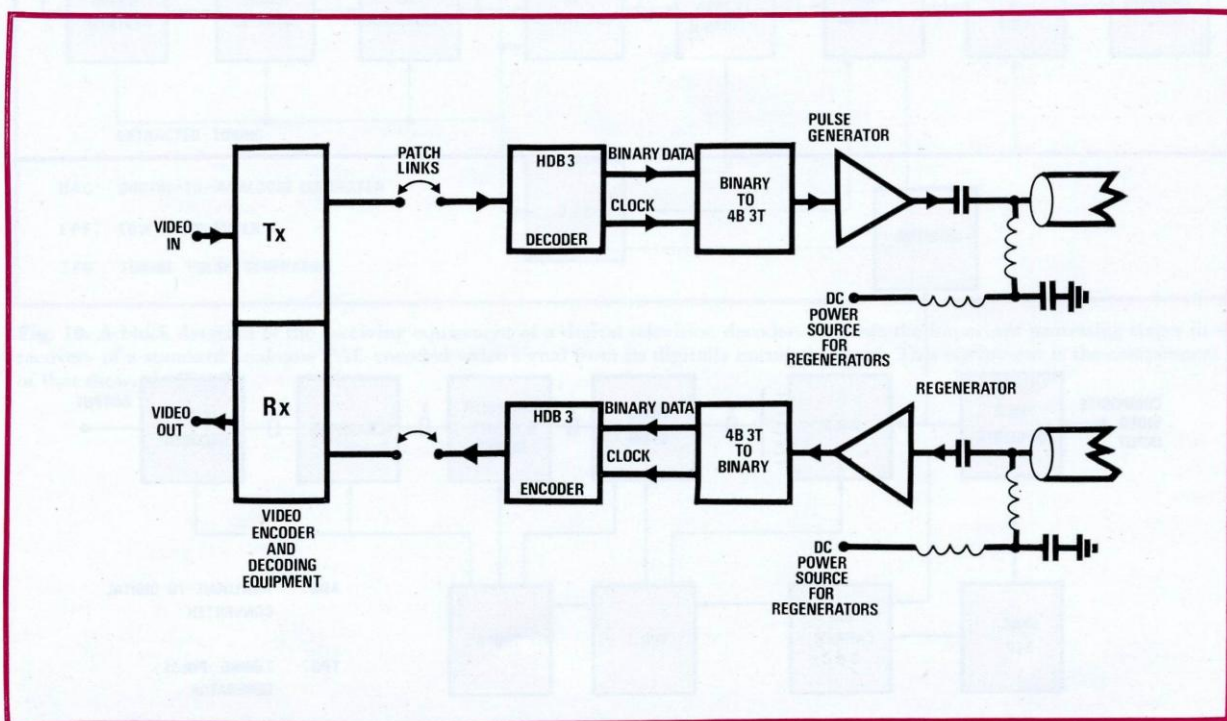 PULSE
GENERATOR
PATCH
LINKS
HDB 3
DECODER
BINARY DATA
CLOCK
BINARY
TO
4B 3T
VIDEO
IN
Tx
DC
POWER
SOURCE
FOR
REGENERATORS
VIDEO
OUT
Rx
HDB 3
ENCODER
BINARY DATA
CLOCK
4B 3T
TO
BINARY
REGENERATOR
VIDEO
ENCODER
AND
DECODING
EQUIPMENT
DC
POWER
SOURCE
FOR
REGENERATORS